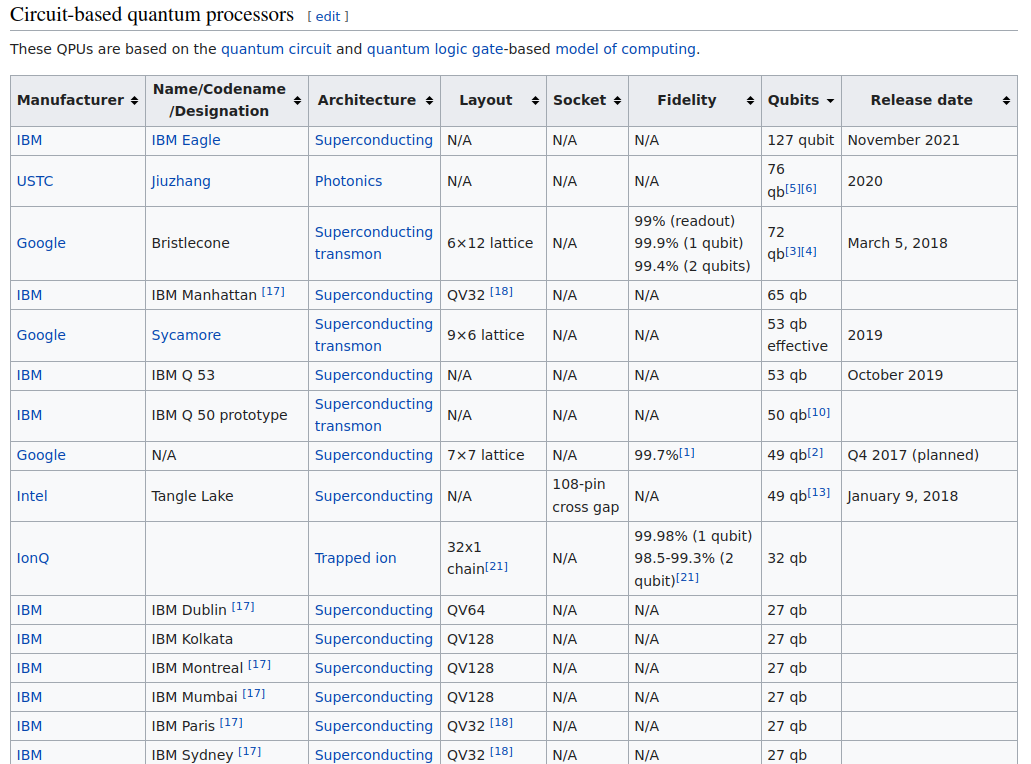 Circuit-based quantum processors [ edit ]
These QPUs are based on the quantum circuit and quantum logic gate-based model of computing.
Manufacturer Name/Codename /Designation Architecture Layout Socket Fidelity Qubits Release date
IBM IBM Eagle Superconducting N/A N/A N/A 127 qubit November 2021
USTC Jiuzhang Photonics N/A N/A N/A 76 qb[5][6] 2020
Google Bristlecone Superconducting transmon 6×12 lattice N/A 99% (readout) 99.9% (1 qubit) 99.4% (2 qubits) 72 qb[3][4] March 5, 2018
IBM IBM Manhattan [17] Superconducting QV32 [18] N/A N/A 65 qb
Google Sycamore Superconducting transmon 9×6 lattice N/A N/A 53 qb effective 2019
IBM IBM Q 53 Superconducting N/A N/A N/A 53 qb October 2019
IBM IBM Q 50 prototype Superconducting transmon N/A N/A N/A 50 qb[10]
Google N/A Superconducting 7×7 lattice N/A 99.7%[1] 49 qb[2] Q4 2017 (planned)
Intel Tangle Lake Superconducting N/A 108-pin cross gap N/A 49 qb[13] January 9, 2018
IonQ Trapped ion 32x1 chain[21] N/A 99.98% (1 qubit) 98.5-99.3% (2 qubit)[21] 32 qb
IBM IBM Dublin [17] Superconducting QV64 N/A N/A 27 qb
IBM IBM Kolkata Superconducting QV128 N/A N/A 27 qb
IBM IBM Montreal [17] Superconducting QV128 N/A N/A 27 qb
IBM IBM Mumbai [17] Superconducting QV128 N/A N/A 27 qb
IBM IBM Paris [17] Superconducting QV32 [18] N/A N/A 27 qb
IBM IBM Sydney [17] Superconducting QV32 [18] N/A N/A 27 qb